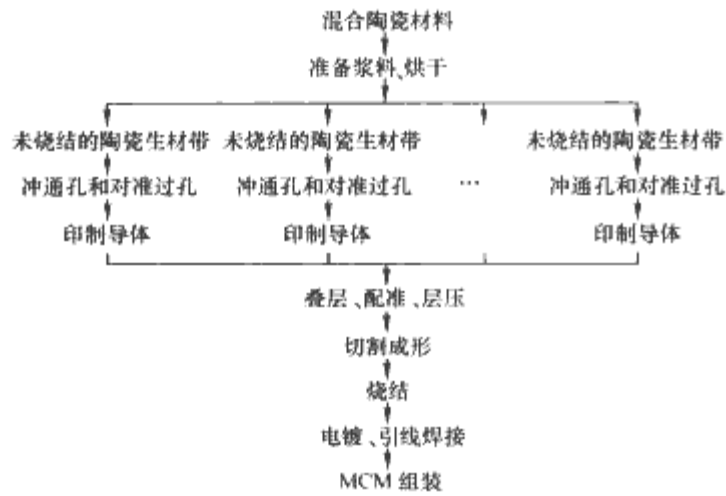 混合陶瓷材料
准备浆料、烘干
未烧结的陶瓷生材带 未烧结的陶瓷生材带 未烧结的陶瓷生材带
冲通孔和对准过孔 冲通孔和对准过孔 … 冲通孔和对准过孔
印制导体 印制导体 印制导体
叠层、配准、层压
切割成形
烧结
电镀、引线焊接
MCM 组装